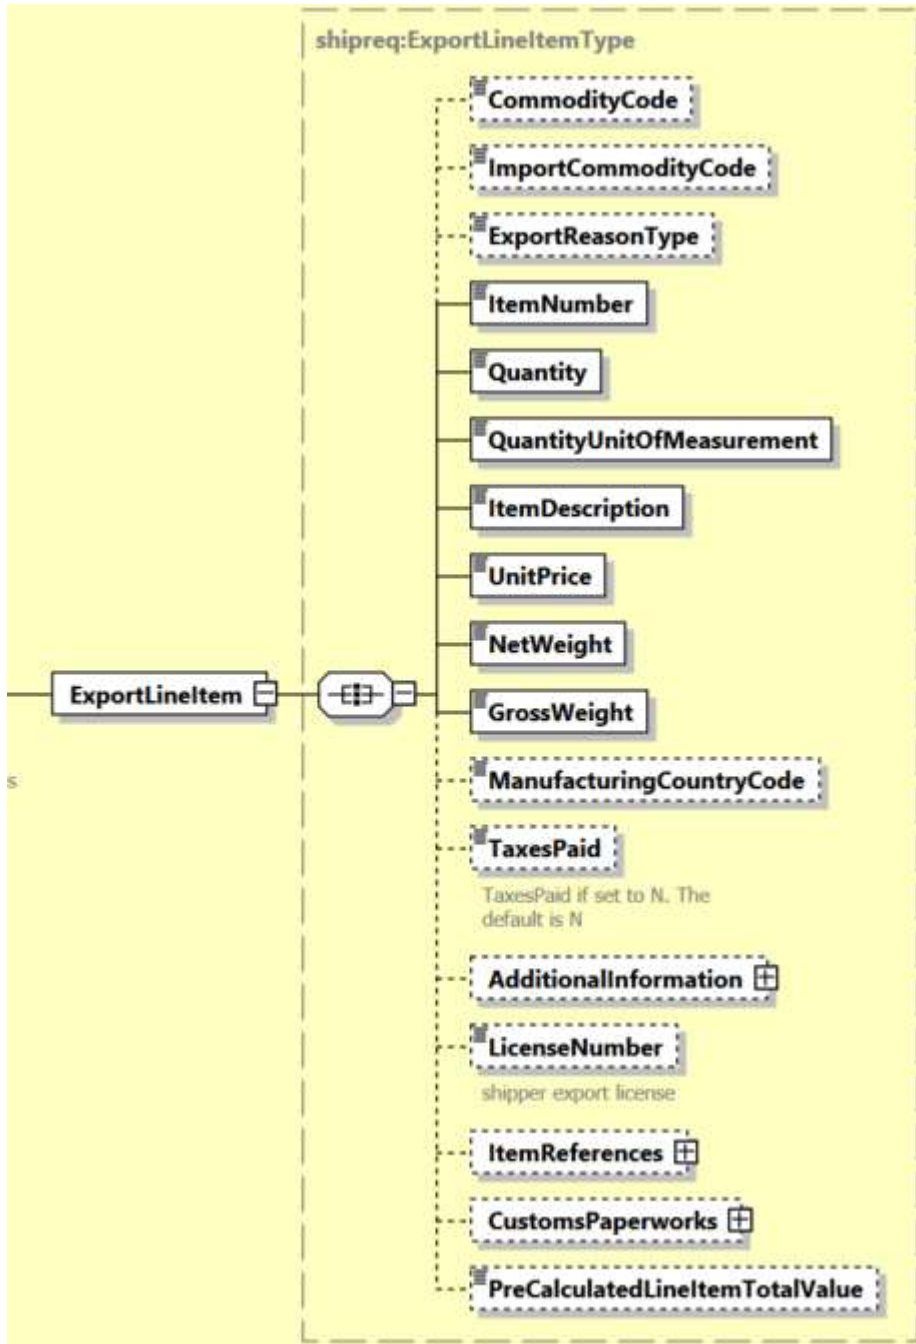 shipreq:ExportLineItemType
CommodityCode
ImportCommodityCode
ExportReasonType
ItemNumber
Quantity
QuantityUnitOfMeasurement
ItemDescription
UnitPrice
NetWeight
ExportLineItem
GrossWeight
s
ManufacturingCountryCode
TaxesPaid
TaxesPaid if set to N. The
default is N
AdditionalInformation
LicenseNumber
shipper export license
ItemReferences
CustomsPaperworks
PreCalculatedLineItemTotalValue